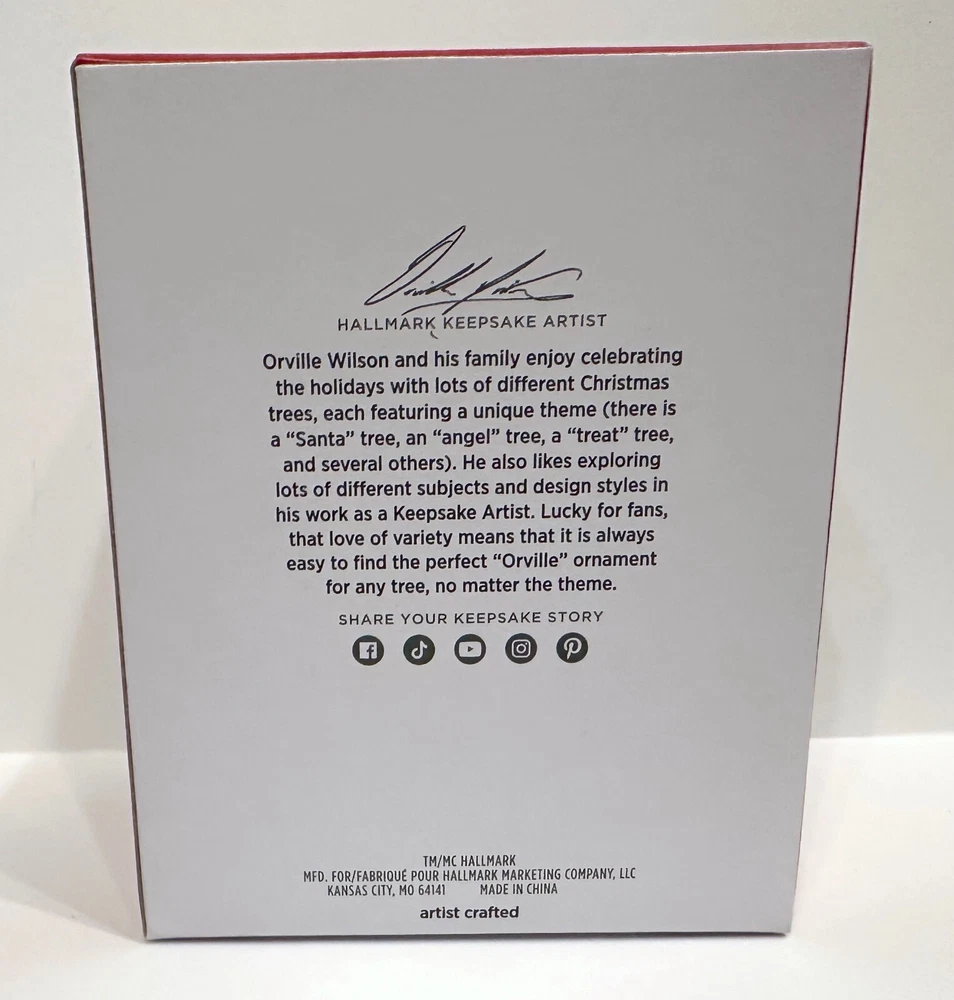 Orville Wilson
HALLMARK KEEPSAKE ARTIST
Orville Wilson and his family enjoy celebrating
the holidays with lots of different Christmas
trees, each featuring a unique theme (there is
a “Santa” tree, an “angel” tree, a “treat” tree,
and several others). He also likes exploring
lots of different subjects and design styles in
his work as a Keepsake Artist. Lucky for fans,
that love of variety means that it is always
easy to find the perfect “Orville” ornament
for any tree, no matter the theme.
SHARE YOUR KEEPSAKE STORY
TM/MC HALLMARK
MFD. FOR/FABRIQUÉ POUR HALLMARK MARKETING COMPANY, LLC
KANSAS CITY, MO 64141 MADE IN CHINA
artist crafted